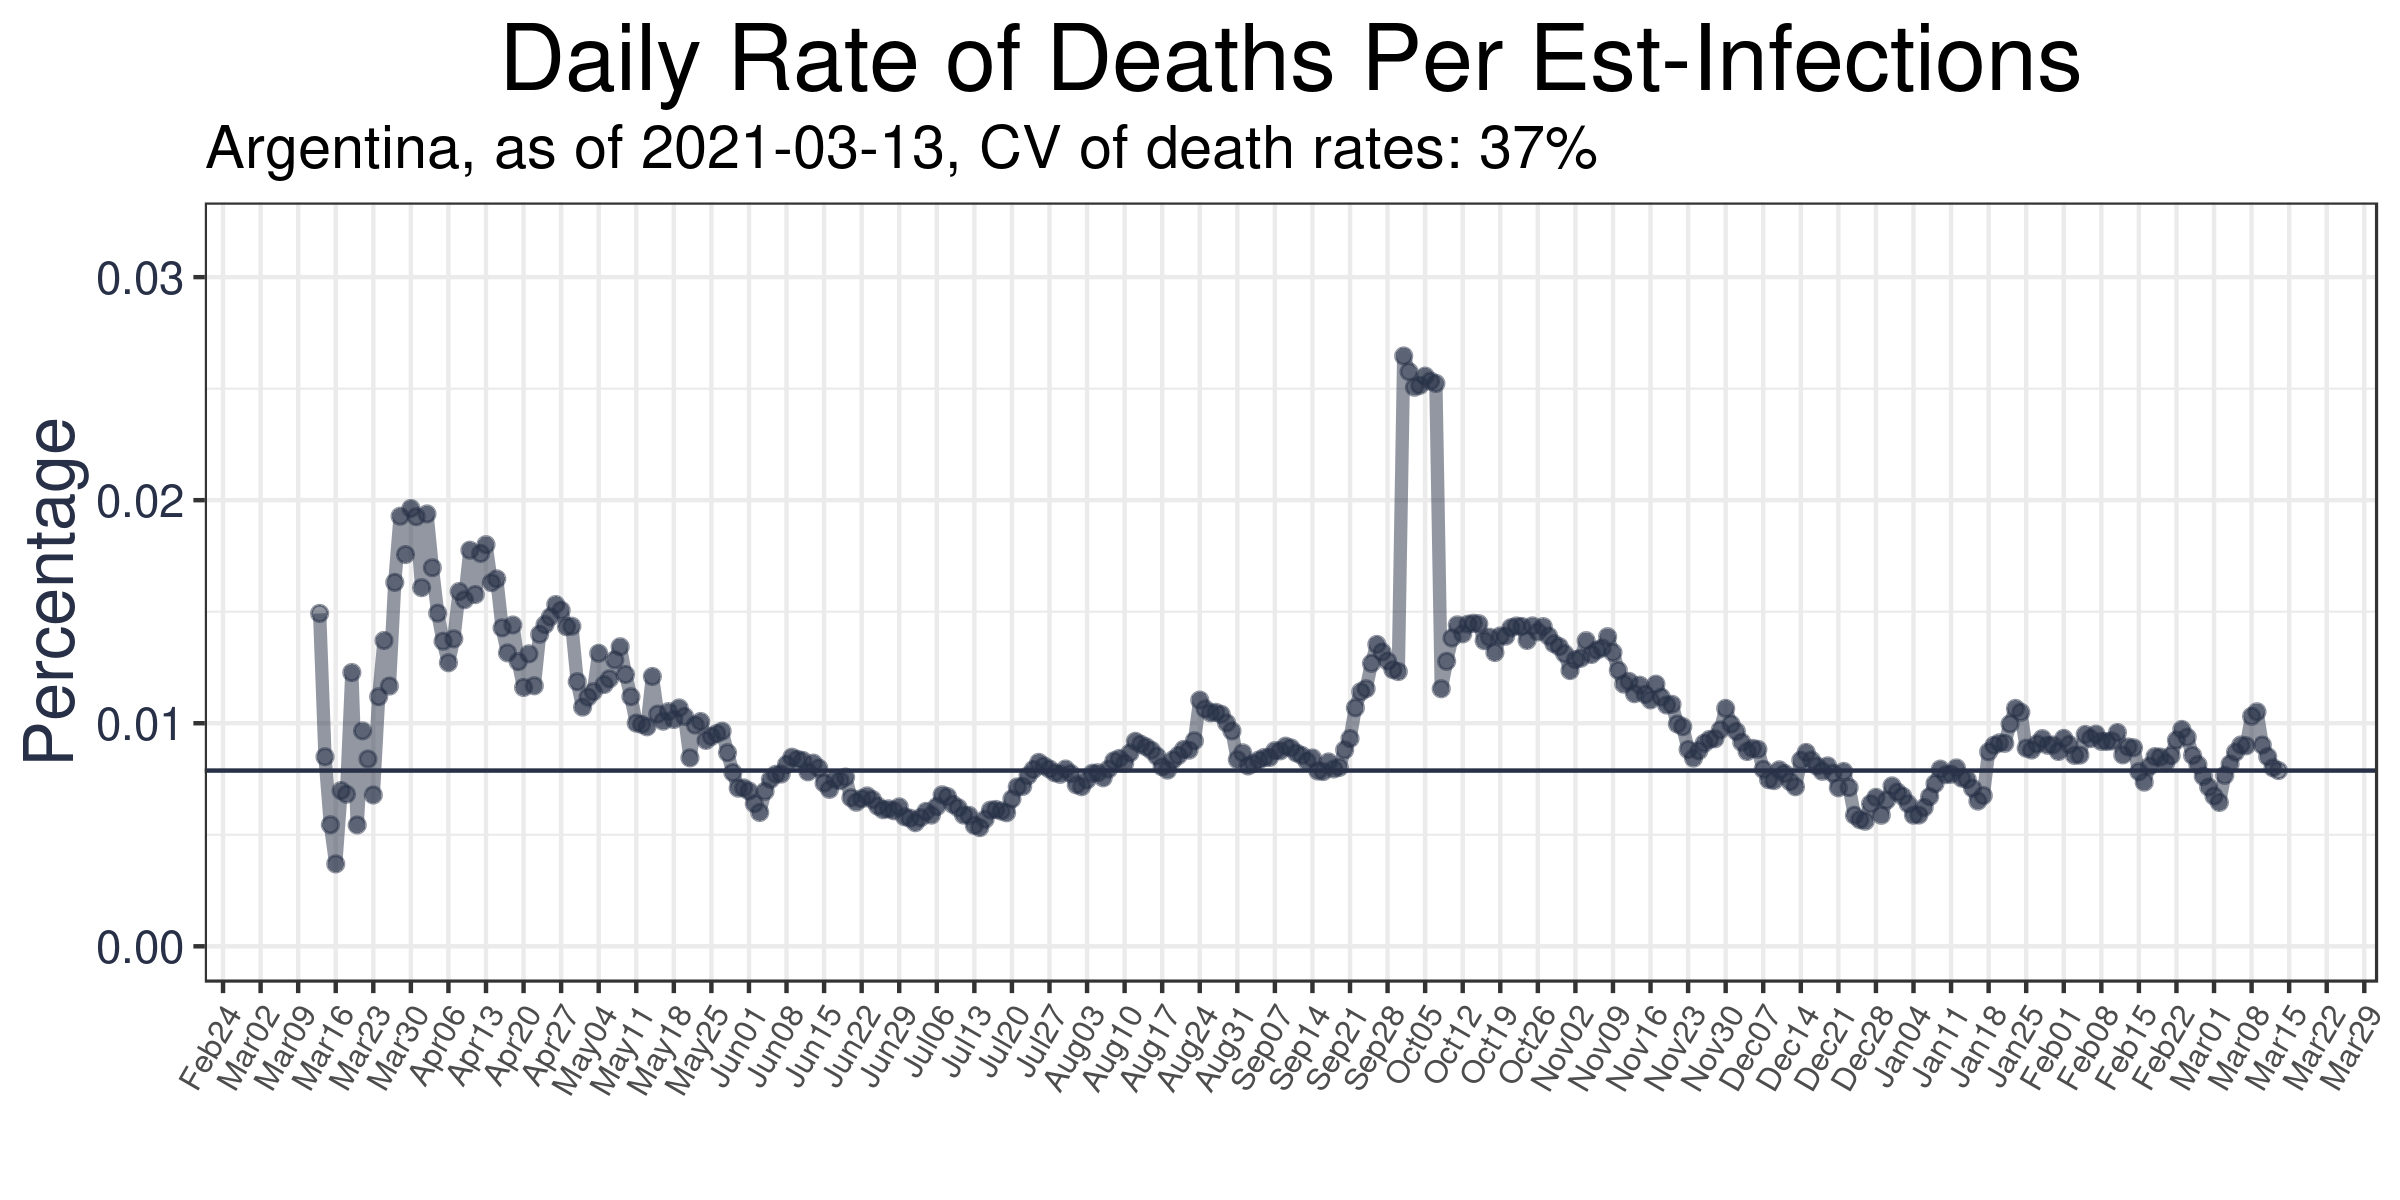 Daily Rate of Deaths Per Est-Infections
Argentina, as of 2021-03-13, CV of death rates: 37%
Percentage
0.03
0.02
0.01
0.00
Feb24
Mar02
Mar09
Mar16
Mar23
Mar30
Apr06
Apr13
Apr20
Apr27
May04
May11
May18
May25
Jun01
Jun08
Jun15
Jun22
Jun29
Jul06
Jul13
Jul20
Jul27
Aug03
Aug10
Aug17
Aug24
Aug31
Sep07
Sep14
Sep21
Sep28
Oct05
Oct12
Oct19
Oct26
Nov02
Nov09
Nov16
Nov23
Nov30
Dec07
Dec14
Dec21
Dec28
Jan04
Jan11
Jan18
Jan25
Feb01
Feb08
Feb15
Feb22
Mar01
Mar08
Mar15
Mar22
Mar29